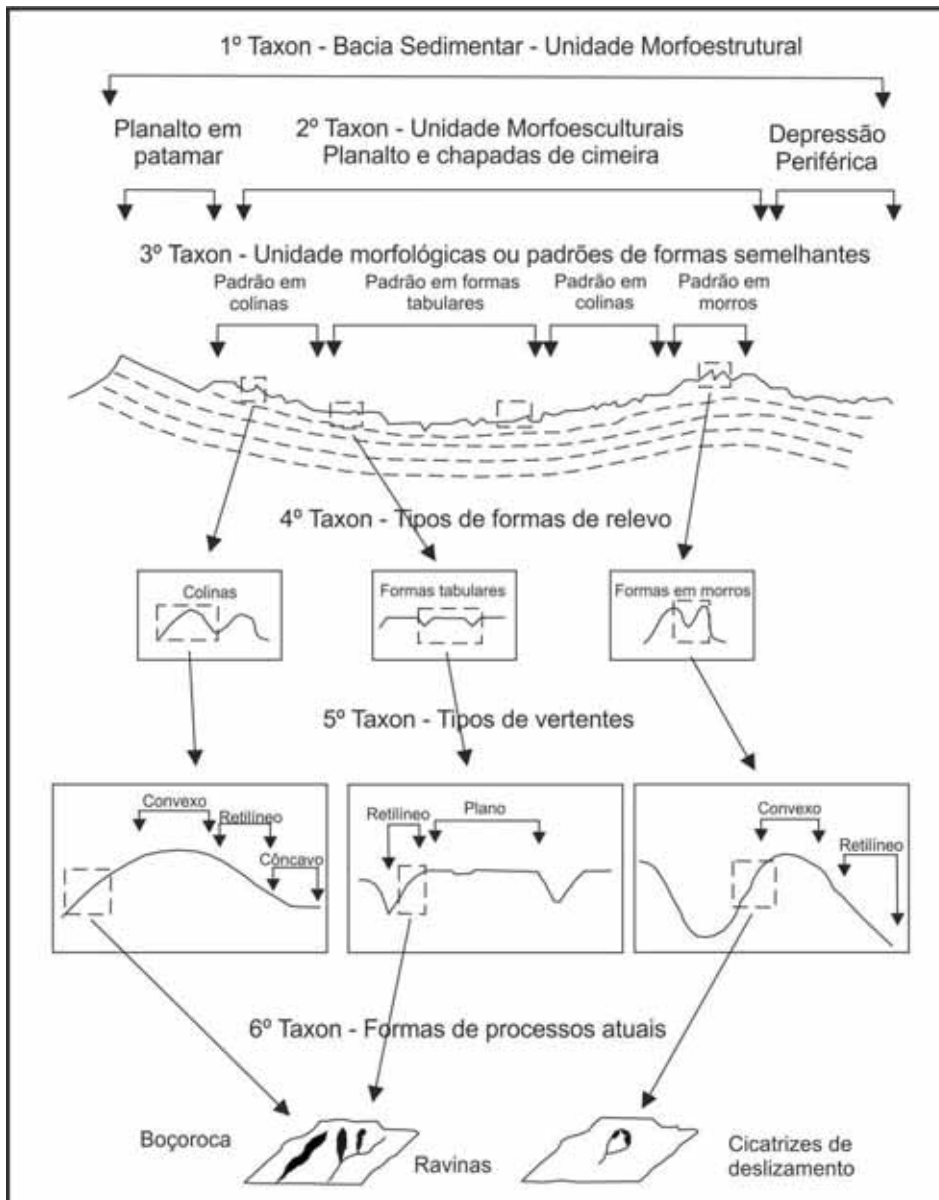 1º Taxon - Bacia Sedimentar - Unidade Morfoestrutural
Planalto em
patamar
2º Taxon - Unidade Morfoesculturais
Planalto e chapadas de cimeira
Depressão
Periférica
3º Taxon - Unidade morfológicas ou padrões de formas semelhantes
Padrão em
colinas
Padrão em formas
tabulares
Padrão em
colinas
Padrão em
morros
4º Taxon - Tipos de formas de relevo
Colinas
Formas tabulares
Formas em morros
5º Taxon - Tipos de vertentes
Convexo
Retilíneo
Côncavo
Retilíneo
Plano
Convexo
Retilíneo
6º Taxon - Formas de processos atuais
Boçoroca
Ravinas
Cicatrizes de
deslizamento